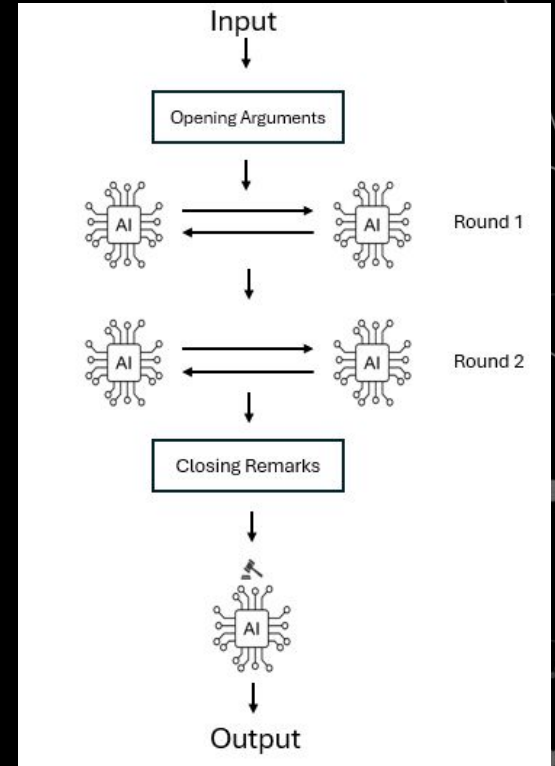 Input
Opening Arguments
AI
AI
Round 1
AI
AI
Round 2
Closing Remarks
AI
Output